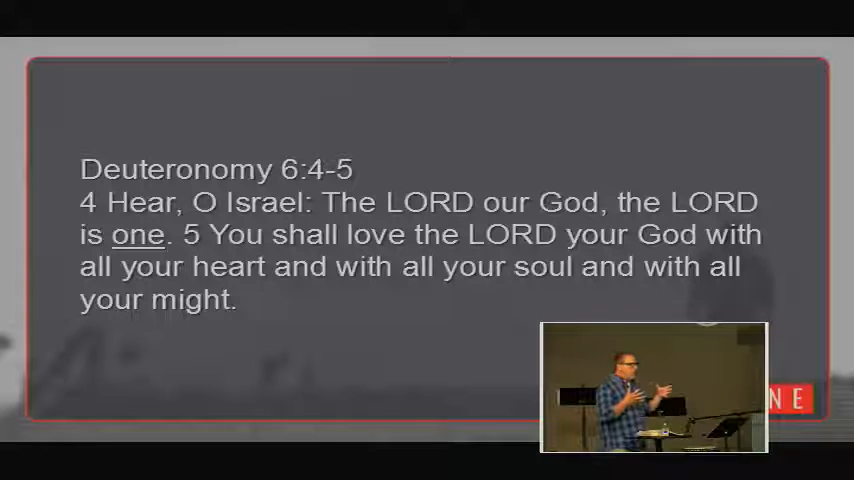 Deuteronomy 6:4-5
4 Hear, O Israel: The LORD our God, the LORD
is one. 5 You shall love the LORD your God with
all your heart and with all your soul and with all
your might.
NE